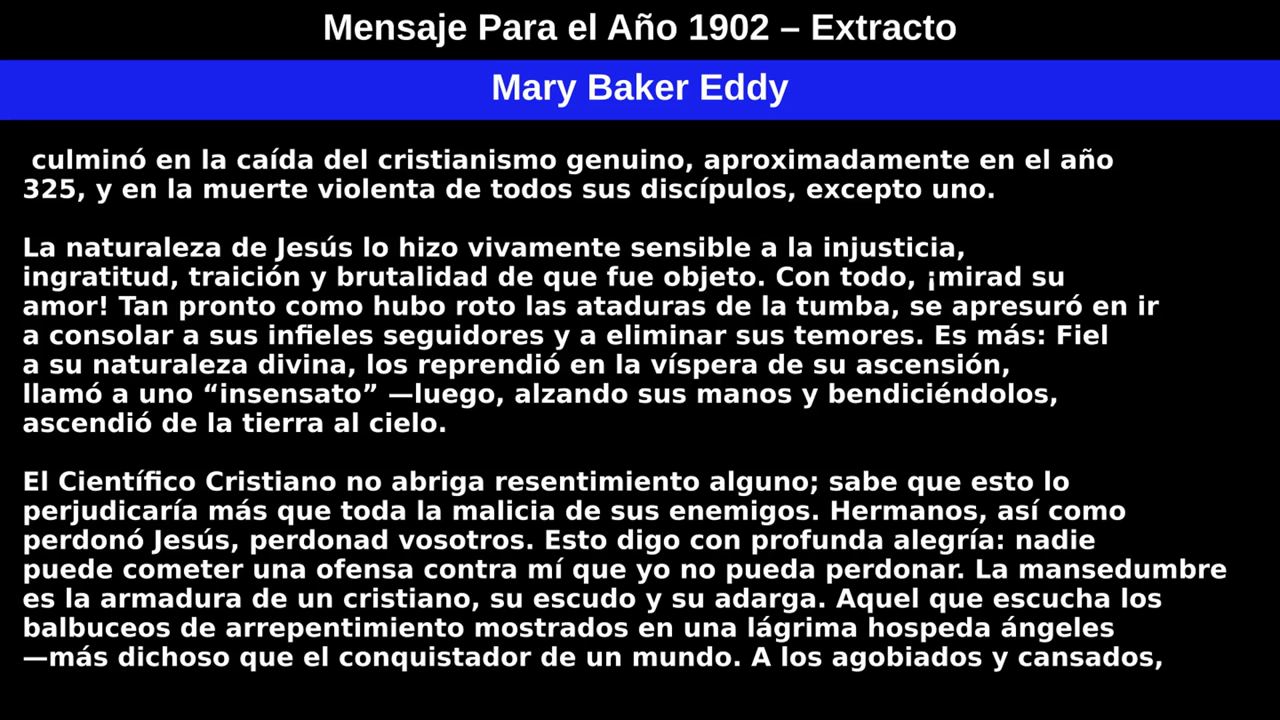 Mensaje Para el Año 1902 – Extracto
Mary Baker Eddy
culminó en la caída del cristianismo genuino, aproximadamente en el año
325, y en la muerte violenta de todos sus discípulos, excepto uno.
La naturaleza de Jesús lo hizo vivamente sensible a la injusticia,
ingratitud, traición y brutalidad de que fue objeto. Con todo, ¡mirad su
amor! Tan pronto como hubo roto las ataduras de la tumba, se apresuró en ir
a consolar a sus infieles seguidores y a eliminar sus temores. Es más: Fiel
a su naturaleza divina, los reprendió en la víspera de su ascensión,
llamó a uno “insensato” —luego, alzando sus manos y bendiciéndolos,
ascendió de la tierra al cielo.
El Científico Cristiano no abriga resentimiento alguno; sabe que esto lo
perjudicaría más que toda la malicia de sus enemigos. Hermanos, así como
perdonó Jesús, perdonad vosotros. Esto digo con profunda alegría: nadie
puede cometer una ofensa contra mí que yo no pueda perdonar. La mansedumbre
es la armadura de un cristiano, su escudo y su adarga. Aquel que escucha los
balbuceos de arrepentimiento mostrados en una lágrima hospeda ángeles
—más dichoso que el conquistador de un mundo. A los agobiados y cansados,